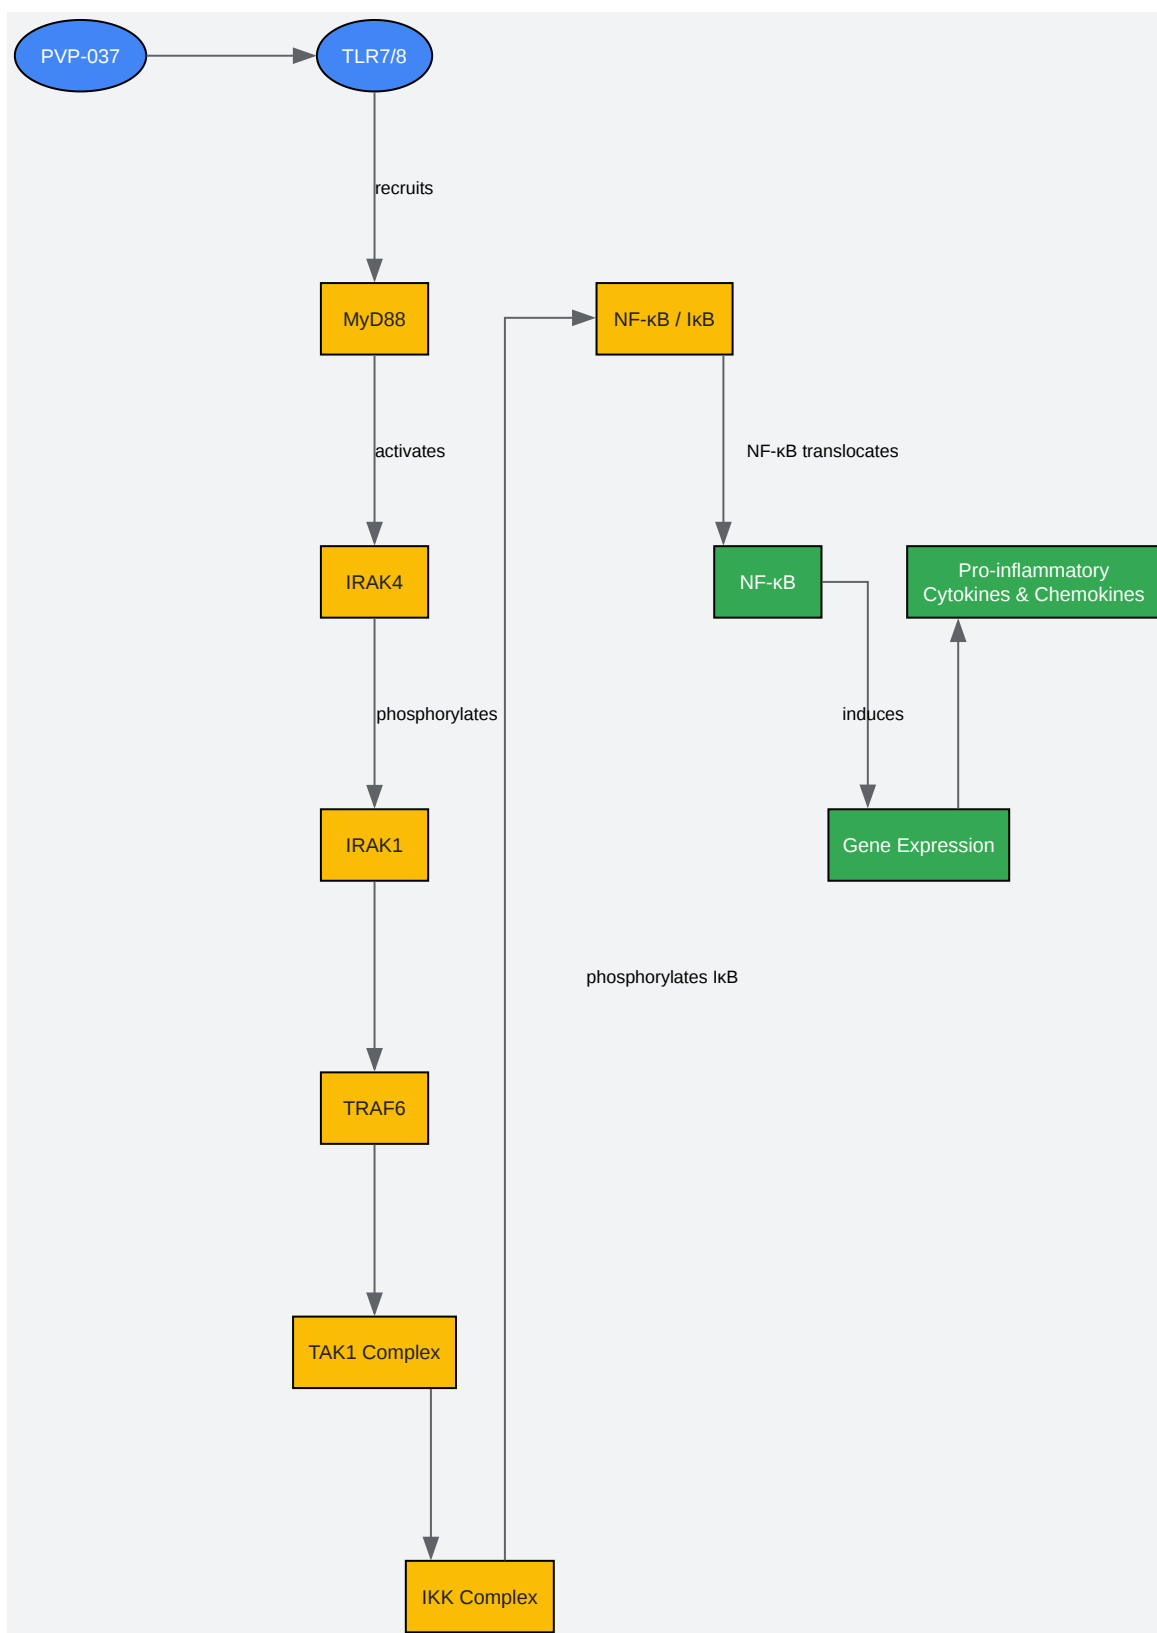 PVP-037
TLR7/8
recruits
MyD88
NF-κB / IκB
activates
NF-κB translocates
IRAK4
NF-κB
Pro-inflammatory
Cytokines & Chemokines
phosphorylates
induces
IRAK1
Gene Expression
phosphorylates IκB
TRAF6
TAK1 Complex
IKK Complex